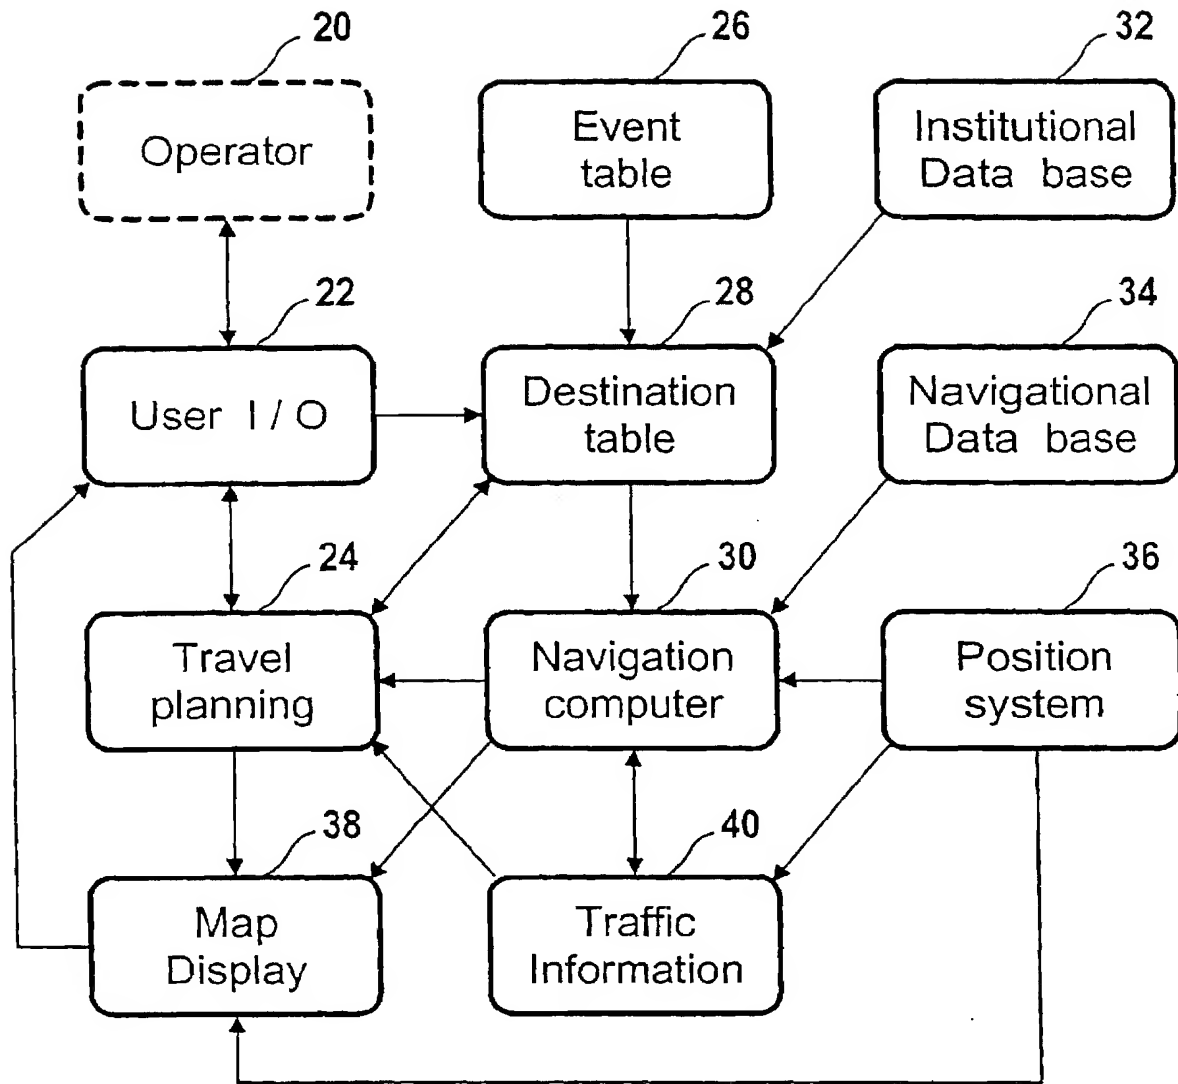 20
26
32
Operator
Event
table
Institutional
Data base
22
28
34
User I / O
Destination
table
Navigational
Data base
24
30
36
Travel
planning
Navigation
computer
Position
system
38
40
Map
Display
Traffic
Information